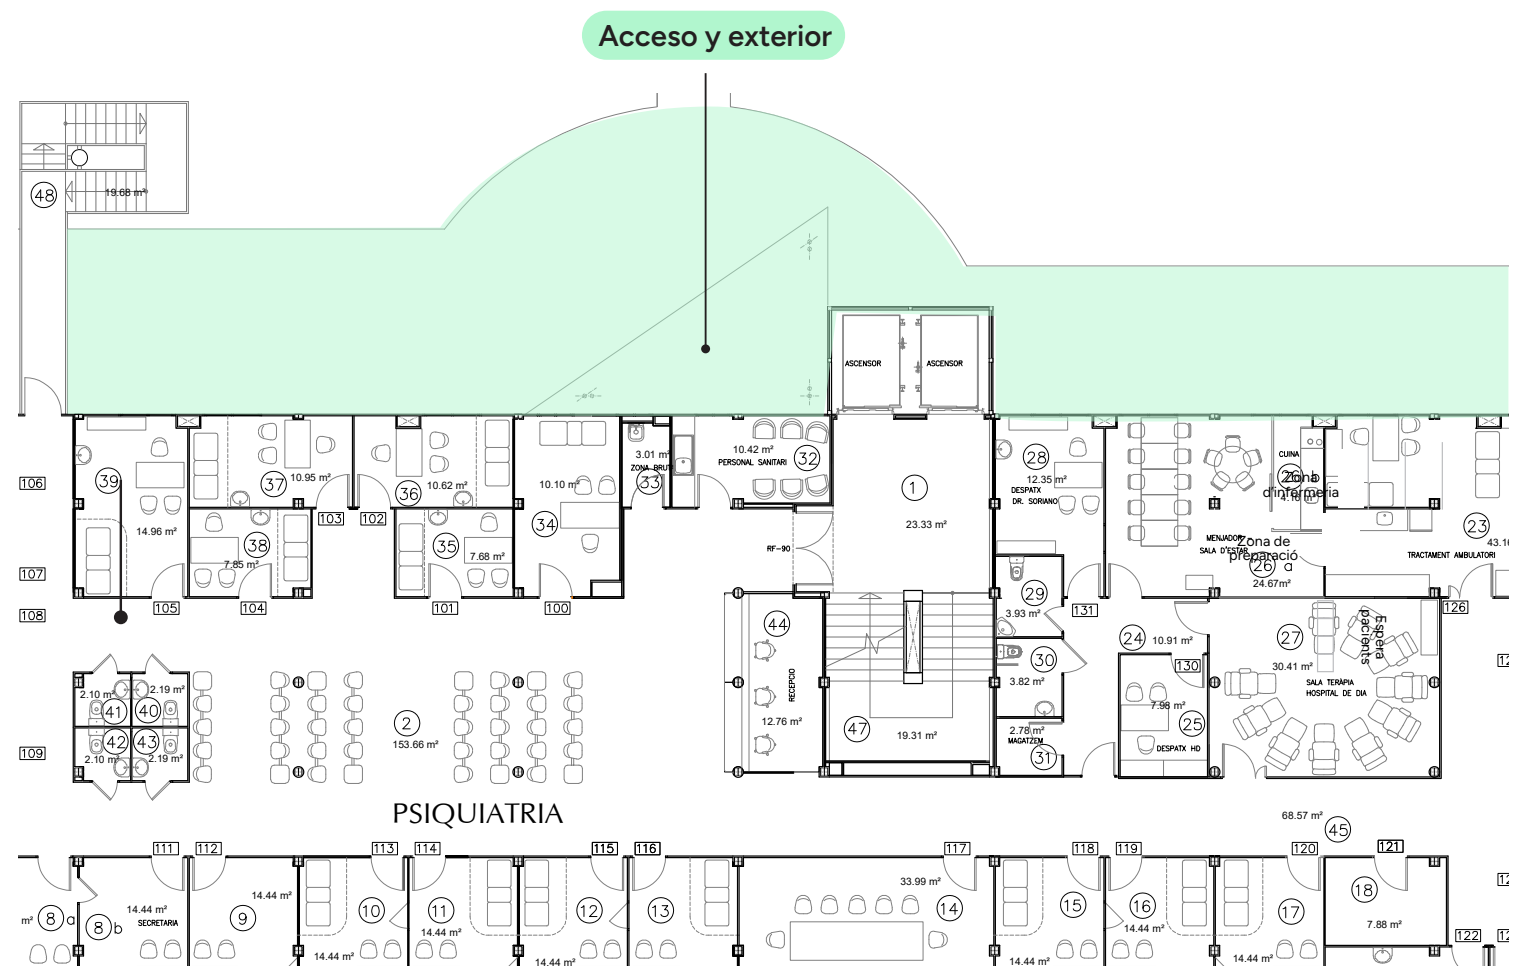 Acceso y exterior
48
19.68 m²
ASCENSOR
ASCENSOR
106
107
108
109
39
14.96 m²
37
10.95 m²
103
102
36
10.62 m²
38
7.85 m²
35
7.68 m²
34
10.10 m²
3.01 m²
33
10.42 m²
PERSONAL SANITARI
32
105
104
101
100
1
23.33 m²
RF-90
28
12.35 m²
DESPATX
DR. SORIANO
CUINA
Zona
d'infermeria
MENJADOR
SALA D'ESTAR
Zona de
preparació
26 a
24.67m²
23
TRACTAMENT AMBULATORI
126
29
3.93 m²
131
30
3.82 m²
2.78 m²
MAGATZEM
31
24
10.91 m²
130
7.98 m²
25
DESPATX HD
27
30.41 m²
SALA TERÀPIA
HOSPITAL DE DIA
Espera
pacients
44
RECEPCIO
12.76 m²
47
19.31 m²
2.10 m²
41
2.19 m²
40
42
2.10 m²
43
2.19 m²
2
153.66 m²
PSIQUIATRIA
68.57 m²
45
111
112
113
114
115
116
117
118
119
120
121
122
m²
8 a
8 b
14.44 m²
SECRETARIA
9
14.44 m²
10
14.44 m²
11
14.44 m²
12
14.44 m²
13
33.99 m²
14
15
14.44 m²
16
14.44 m²
17
14.44 m²
18
7.88 m²